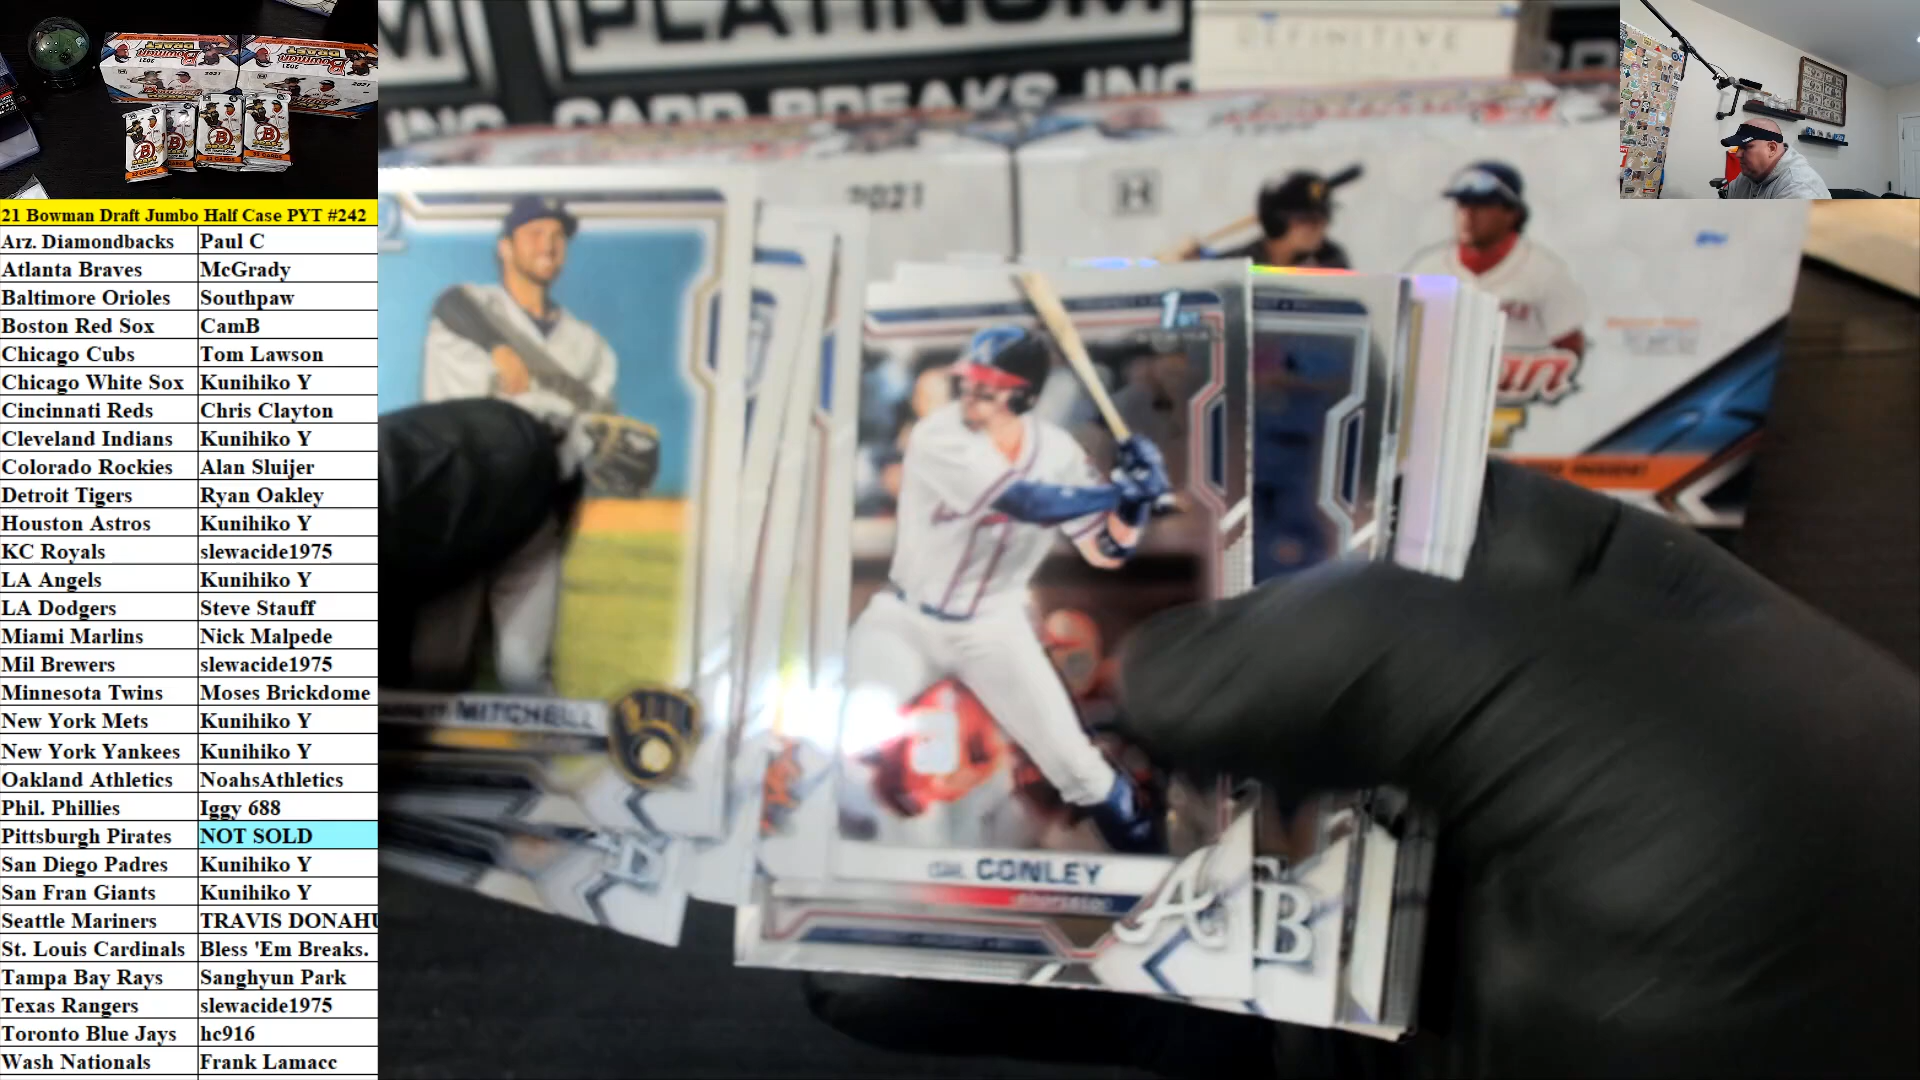 21 Bowman Draft Jumbo Half Case PYT #242
Arz. Diamondbacks Paul C
Atlanta Braves McGrady
Baltimore Orioles Southpaw
Boston Red Sox CamB
Chicago Cubs Tom Lawson
Chicago White Sox Kunihiko Y
Cincinnati Reds Chris Clayton
Cleveland Indians Kunihiko Y
Colorado Rockies Alan Sluijer
Detroit Tigers Ryan Oakley
Houston Astros Kunihiko Y
KC Royals slewacide1975
LA Angels Kunihiko Y
LA Dodgers Steve Stauff
Miami Marlins Nick Malpede
Mil Brewers slewacide1975
Minnesota Twins Moses Brickdome
New York Mets Kunihiko Y
New York Yankees Kunihiko Y
Oakland Athletics NoahsAthletics
Phil. Phillies Iggy 688
Pittsburgh Pirates NOT SOLD
San Diego Padres Kunihiko Y
San Fran Giants Kunihiko Y
Seattle Mariners TRAVIS DONAHU
St. Louis Cardinals Bless 'Em Breaks.
Tampa Bay Rays Sanghyun Park
Texas Rangers slewacide1975
Toronto Blue Jays hc916
Wash Nationals Frank Lamacc
PLATINUM
INC. CARD BREAKS INC
DEFINITIVE
2021
H
1ST
MITCHELL
CAL CONLEY
A
B